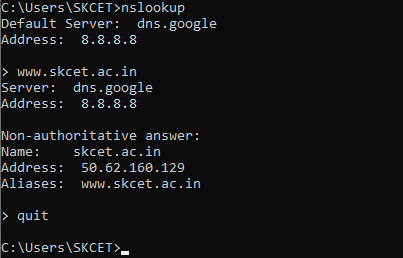 C:\Users\SKCET>nslookup
Default Server:  dns.google
Address:  8.8.8.8
> www.skcet.ac.in
Server:  dns.google
Address:  8.8.8.8
Non-authoritative answer:
Name:    skcet.ac.in
Address:  50.62.160.129
Aliases:  www.skcet.ac.in
> quit
C:\Users\SKCET>